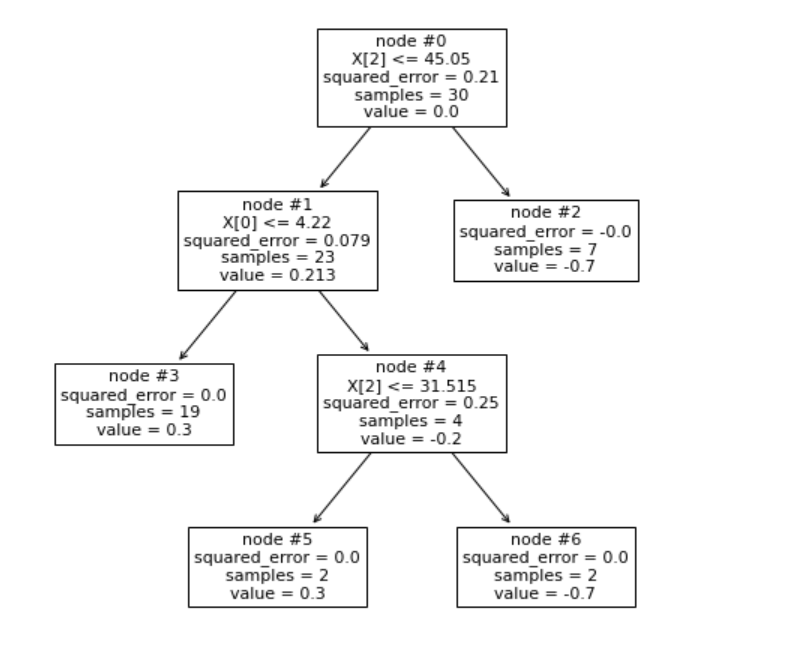 node #0
X[2] <= 45.05
squared_error = 0.21
samples = 30
value = 0.0
node #1
X[0] <= 4.22
squared_error = 0.079
samples = 23
value = 0.213
node #2
squared_error = -0.0
samples = 7
value = -0.7
node #3
squared_error = 0.0
samples = 19
value = 0.3
node #4
X[2] <= 31.515
squared_error = 0.25
samples = 4
value = -0.2
node #5
squared_error = 0.0
samples = 2
value = 0.3
node #6
squared_error = 0.0
samples = 2
value = -0.7